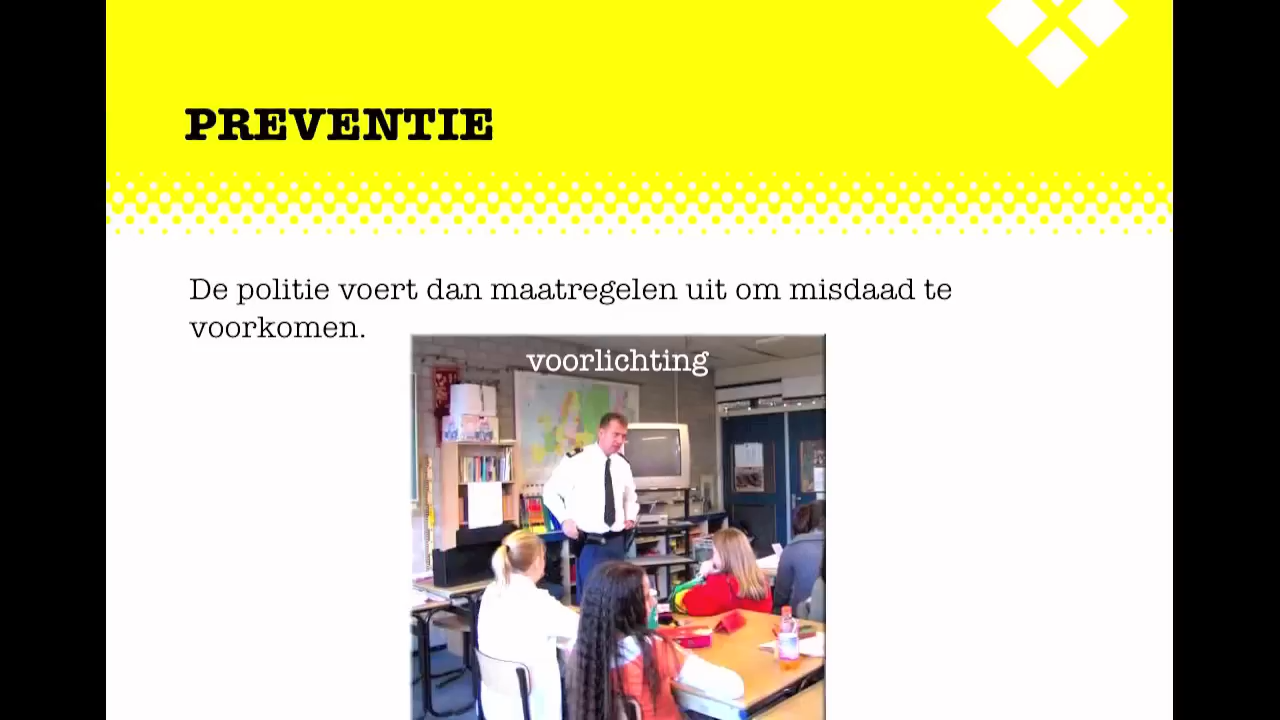 PREVENTIE
De politie voert dan maatregelen uit om misdaad te
voorkomen.
voorlichting